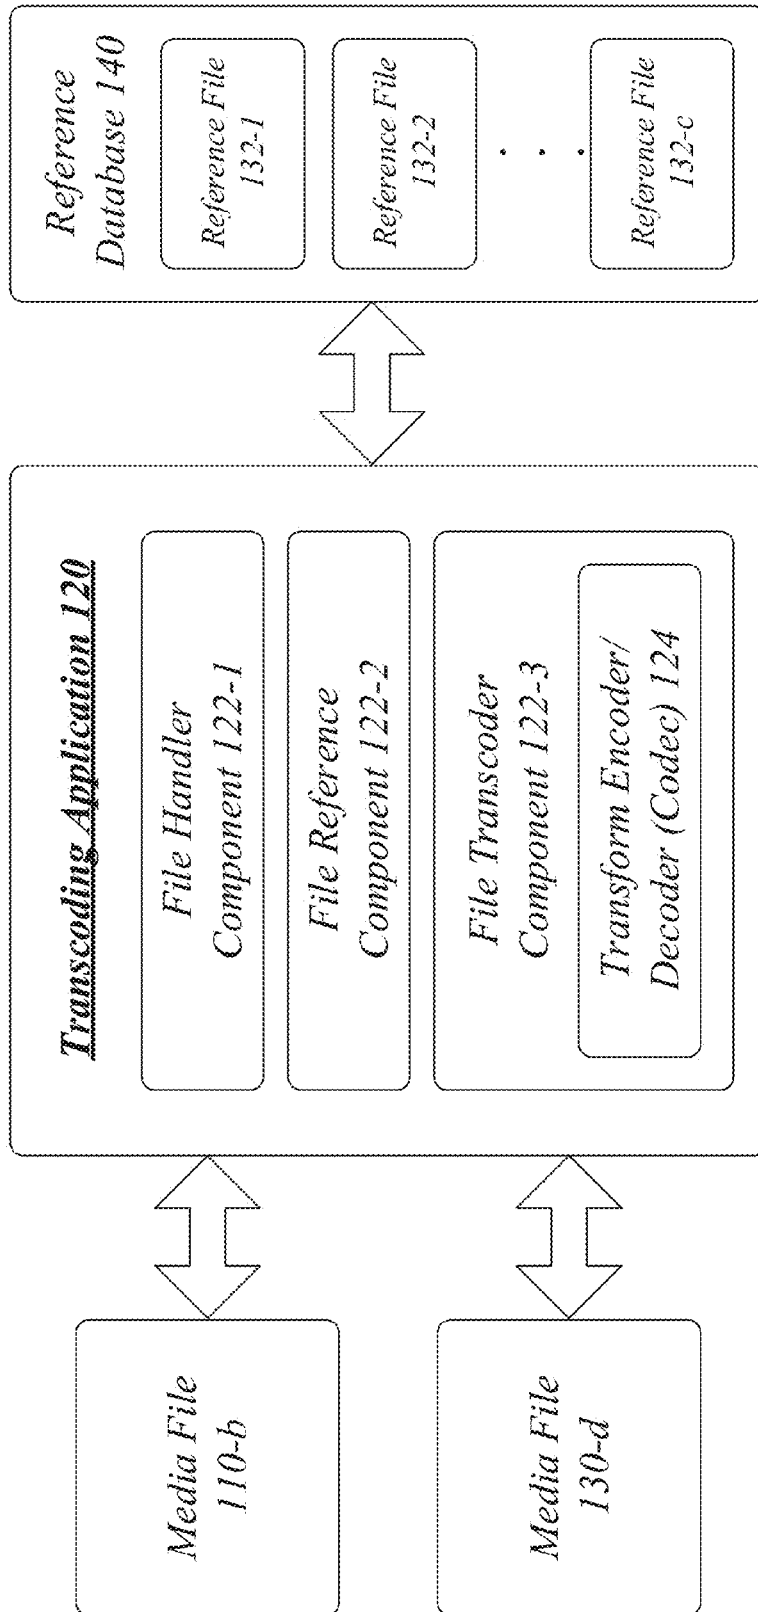 Media File
110-b
Media File
130-d
Transcoding Application 120
File Handler
Component 122-1
File Reference
Component 122-2
File Transcoder
Component 122-3
Transform Encoder/
Decoder (Codec) 124
Reference
Database 140
Reference File
132-1
Reference File
132-2
. . .
Reference File
132-c